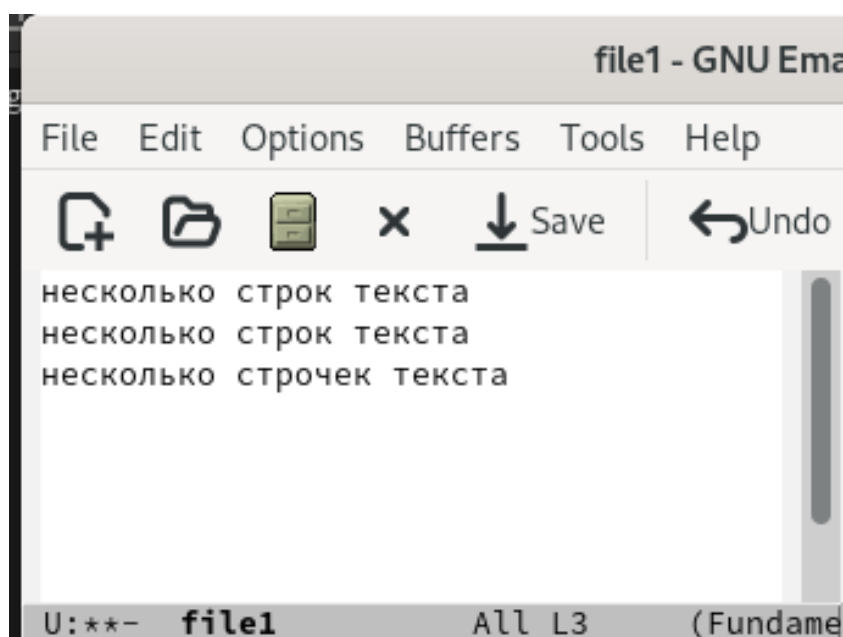 file1 - GNU Ema
File Edit Options Buffers Tools Help
Save Undo
несколько строк текста
несколько строк текста
несколько строчек текста
U:**- file1 All L3 (Fundame